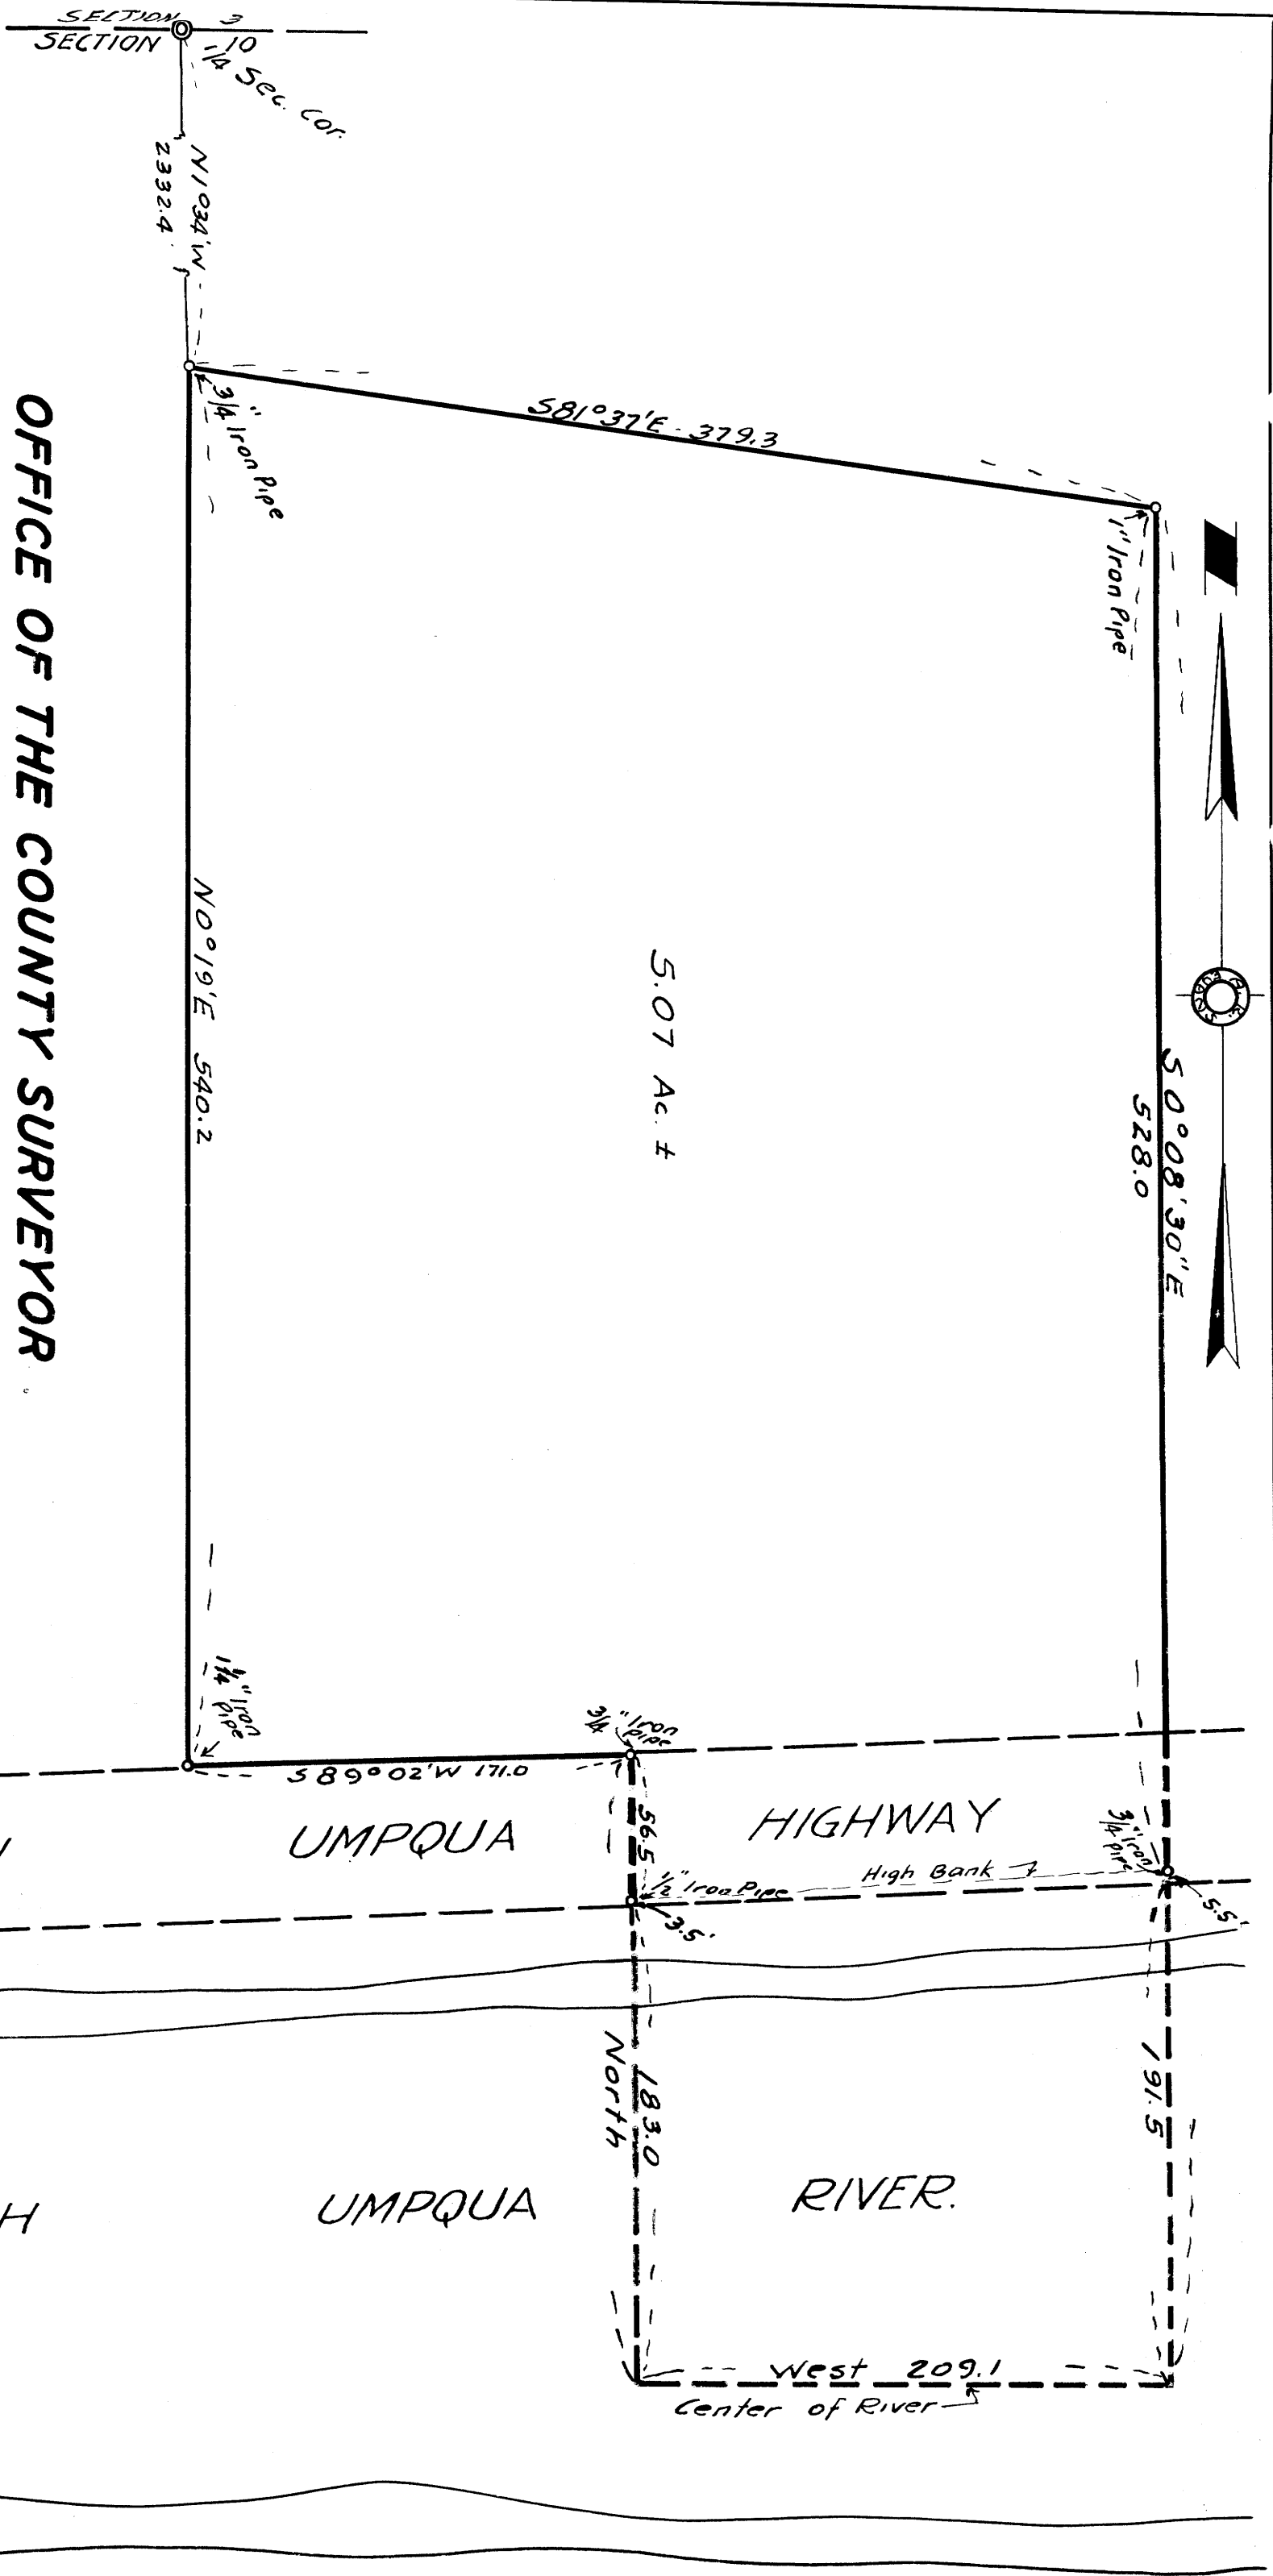 SECTION 3
SECTION 10
1/4 Sec. Cor.
N1°34'W
2332.4
3/4" Iron Pipe
S81°37'E - 379.3
1" Iron Pipe
N
S0°08'30"E
528.0
5.07 Ac. ±
N0°19'E 540.2
OFFICE OF THE COUNTY SURVEYOR
1 1/4" Iron
Pipe
S89°02'W 171.0
3/4" Iron
Pipe
UMPQUA HIGHWAY
56.5
1/2" Iron Pipe
3.5'
High Bank
3/4" Iron
Pipe
5.5'
North
183.0
191.5
H UMPQUA RIVER.
West 209.1
Center of River